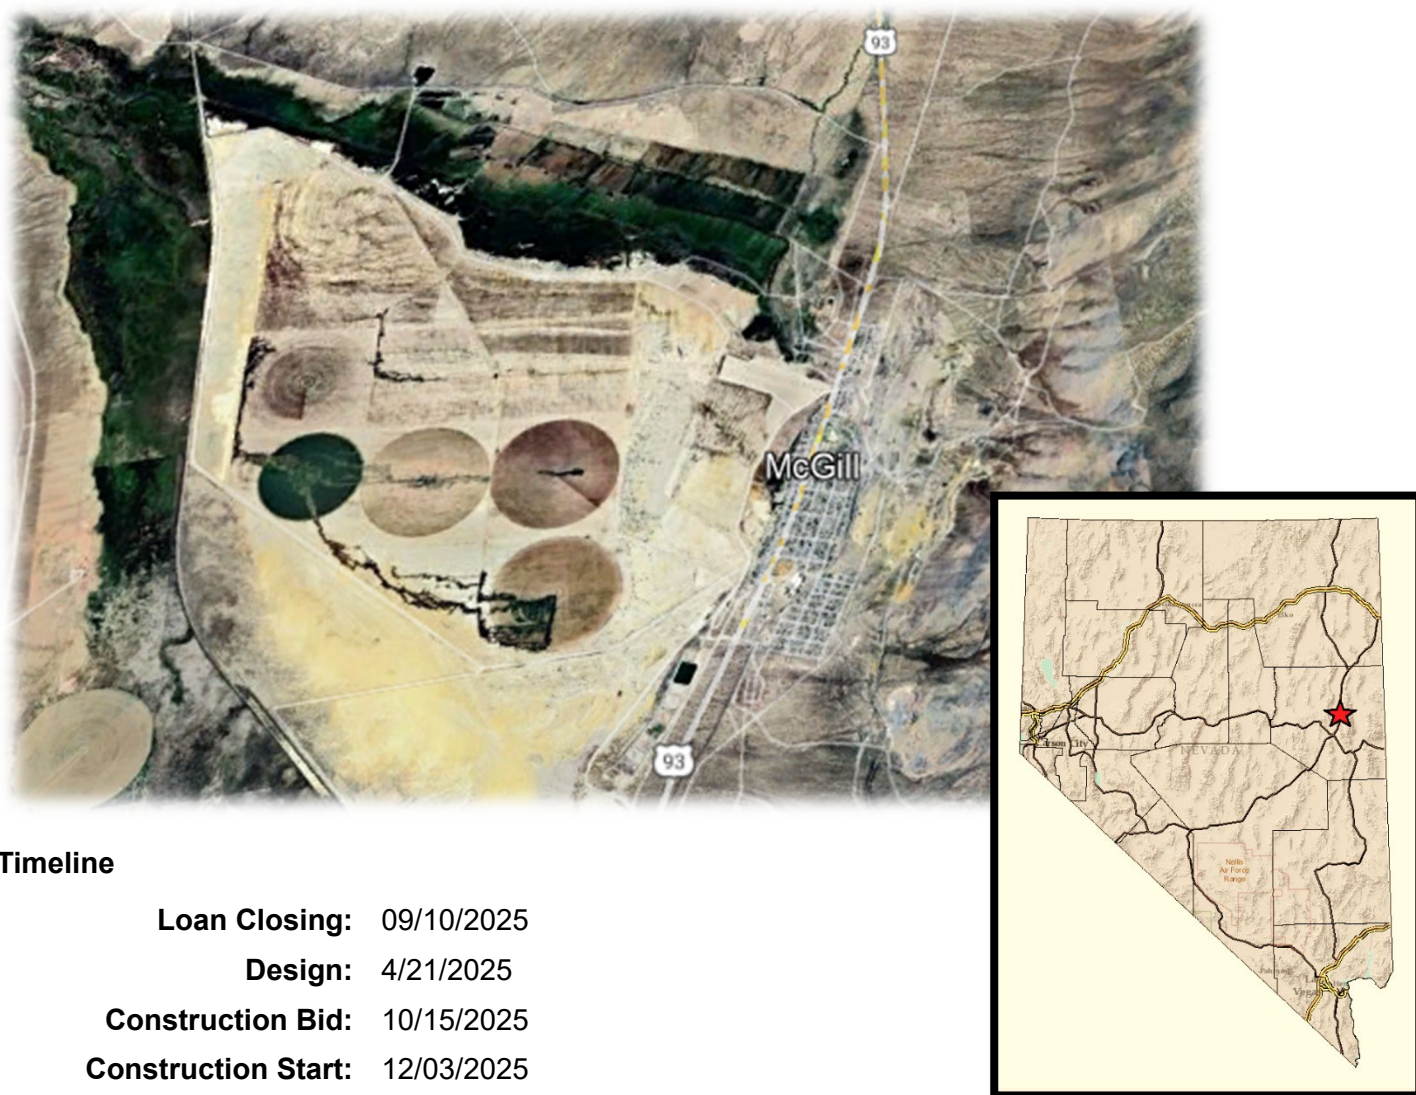 93
McGill
93
NEVADA
Nellis
Air Force
Range
Timeline
Loan Closing: 09/10/2025
Design: 4/21/2025
Construction Bid: 10/15/2025
Construction Start: 12/03/2025